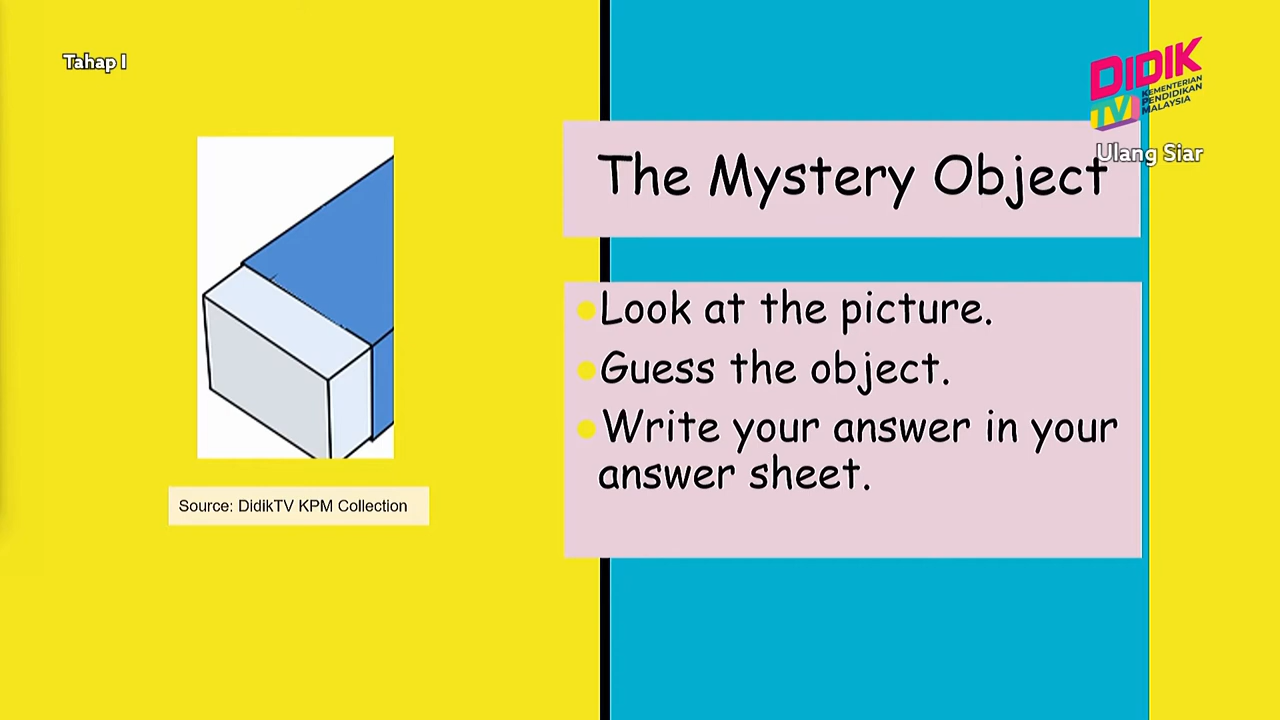 Tahap I
DIDIK
TV
KEMENTERIAN
PENDIDIKAN
MALAYSIA
Ulang Siar
The Mystery Object
Look at the picture.
Guess the object.
Write your answer in your
answer sheet.
Source: DidikTV KPM Collection